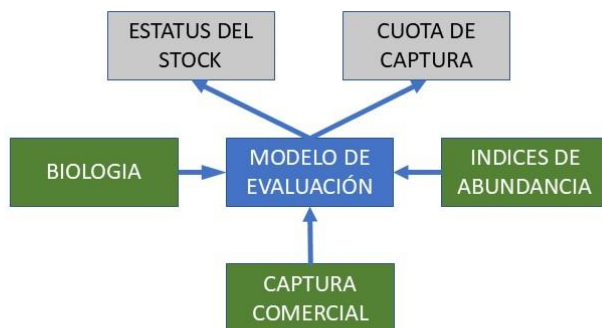 ESTATUS DEL
STOCK
CUOTA DE
CAPTURA
BIOLOGIA
MODELO DE
EVALUACIÓN
INDICES DE
ABUNDANCIA
CAPTURA
COMERCIAL